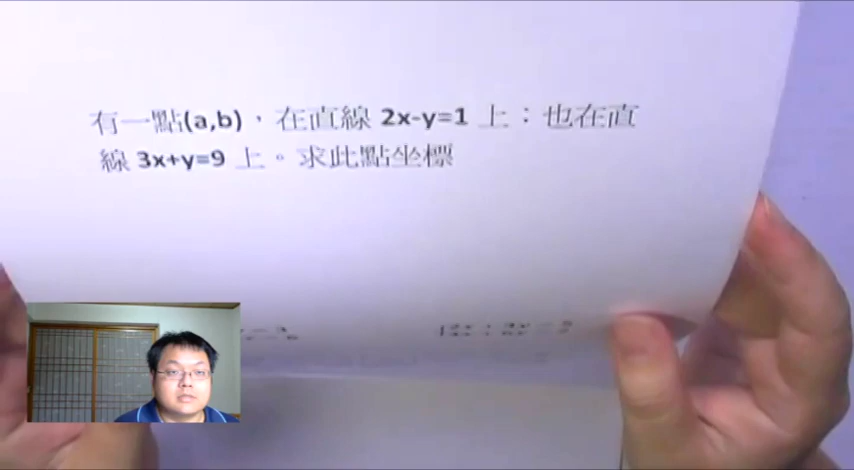 有一點(a,b)，在直線 2x-y=1 上；也在直
線 3x+y=9 上。求此點坐標